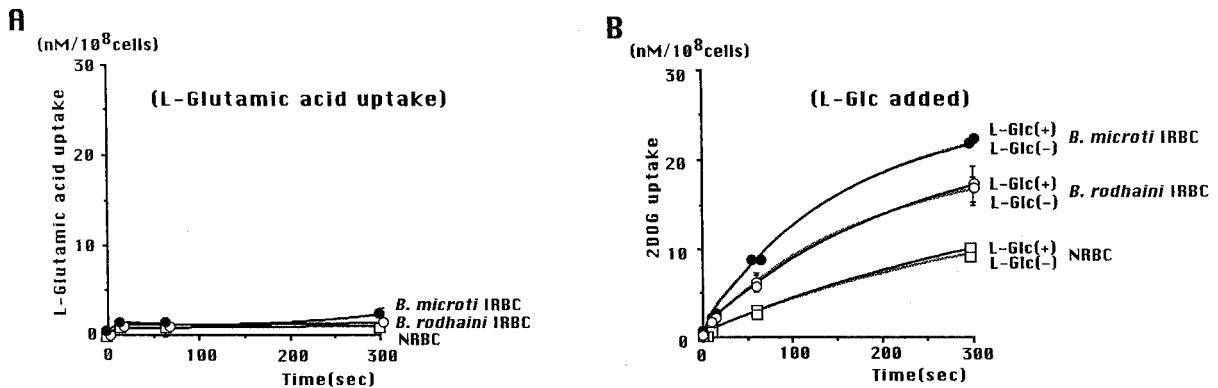 A
(nM/10⁸cells)
L-Glutamic acid uptake
30
20
10
0
(L-Glutamic acid uptake)
B. microti IRBC
B. rodhaini IRBC
NRBC
0 100 200 300
Time(sec)
B
(nM/10⁸cells)
2DOG uptake
30
20
10
0
(L-Glc added)
L-Glc(+)
L-Glc(-)
B. microti IRBC
L-Glc(+)
L-Glc(-)
B. rodhaini IRBC
L-Glc(+)
L-Glc(-)
NRBC
0 100 200 300
Time(sec)